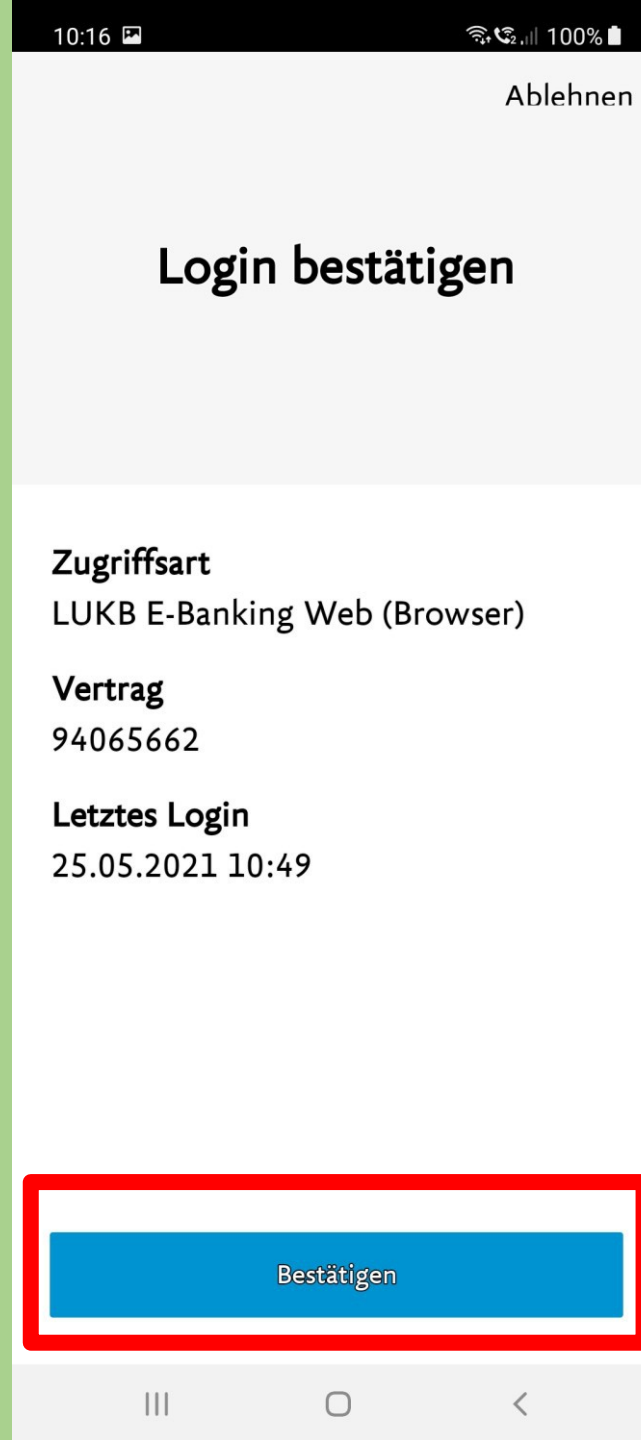 10:16 100%
Ablehnen
Login bestätigen
Zugriffsart
LUKB E-Banking Web (Browser)
Vertrag
94065662
Letztes Login
25.05.2021 10:49
Bestätigen